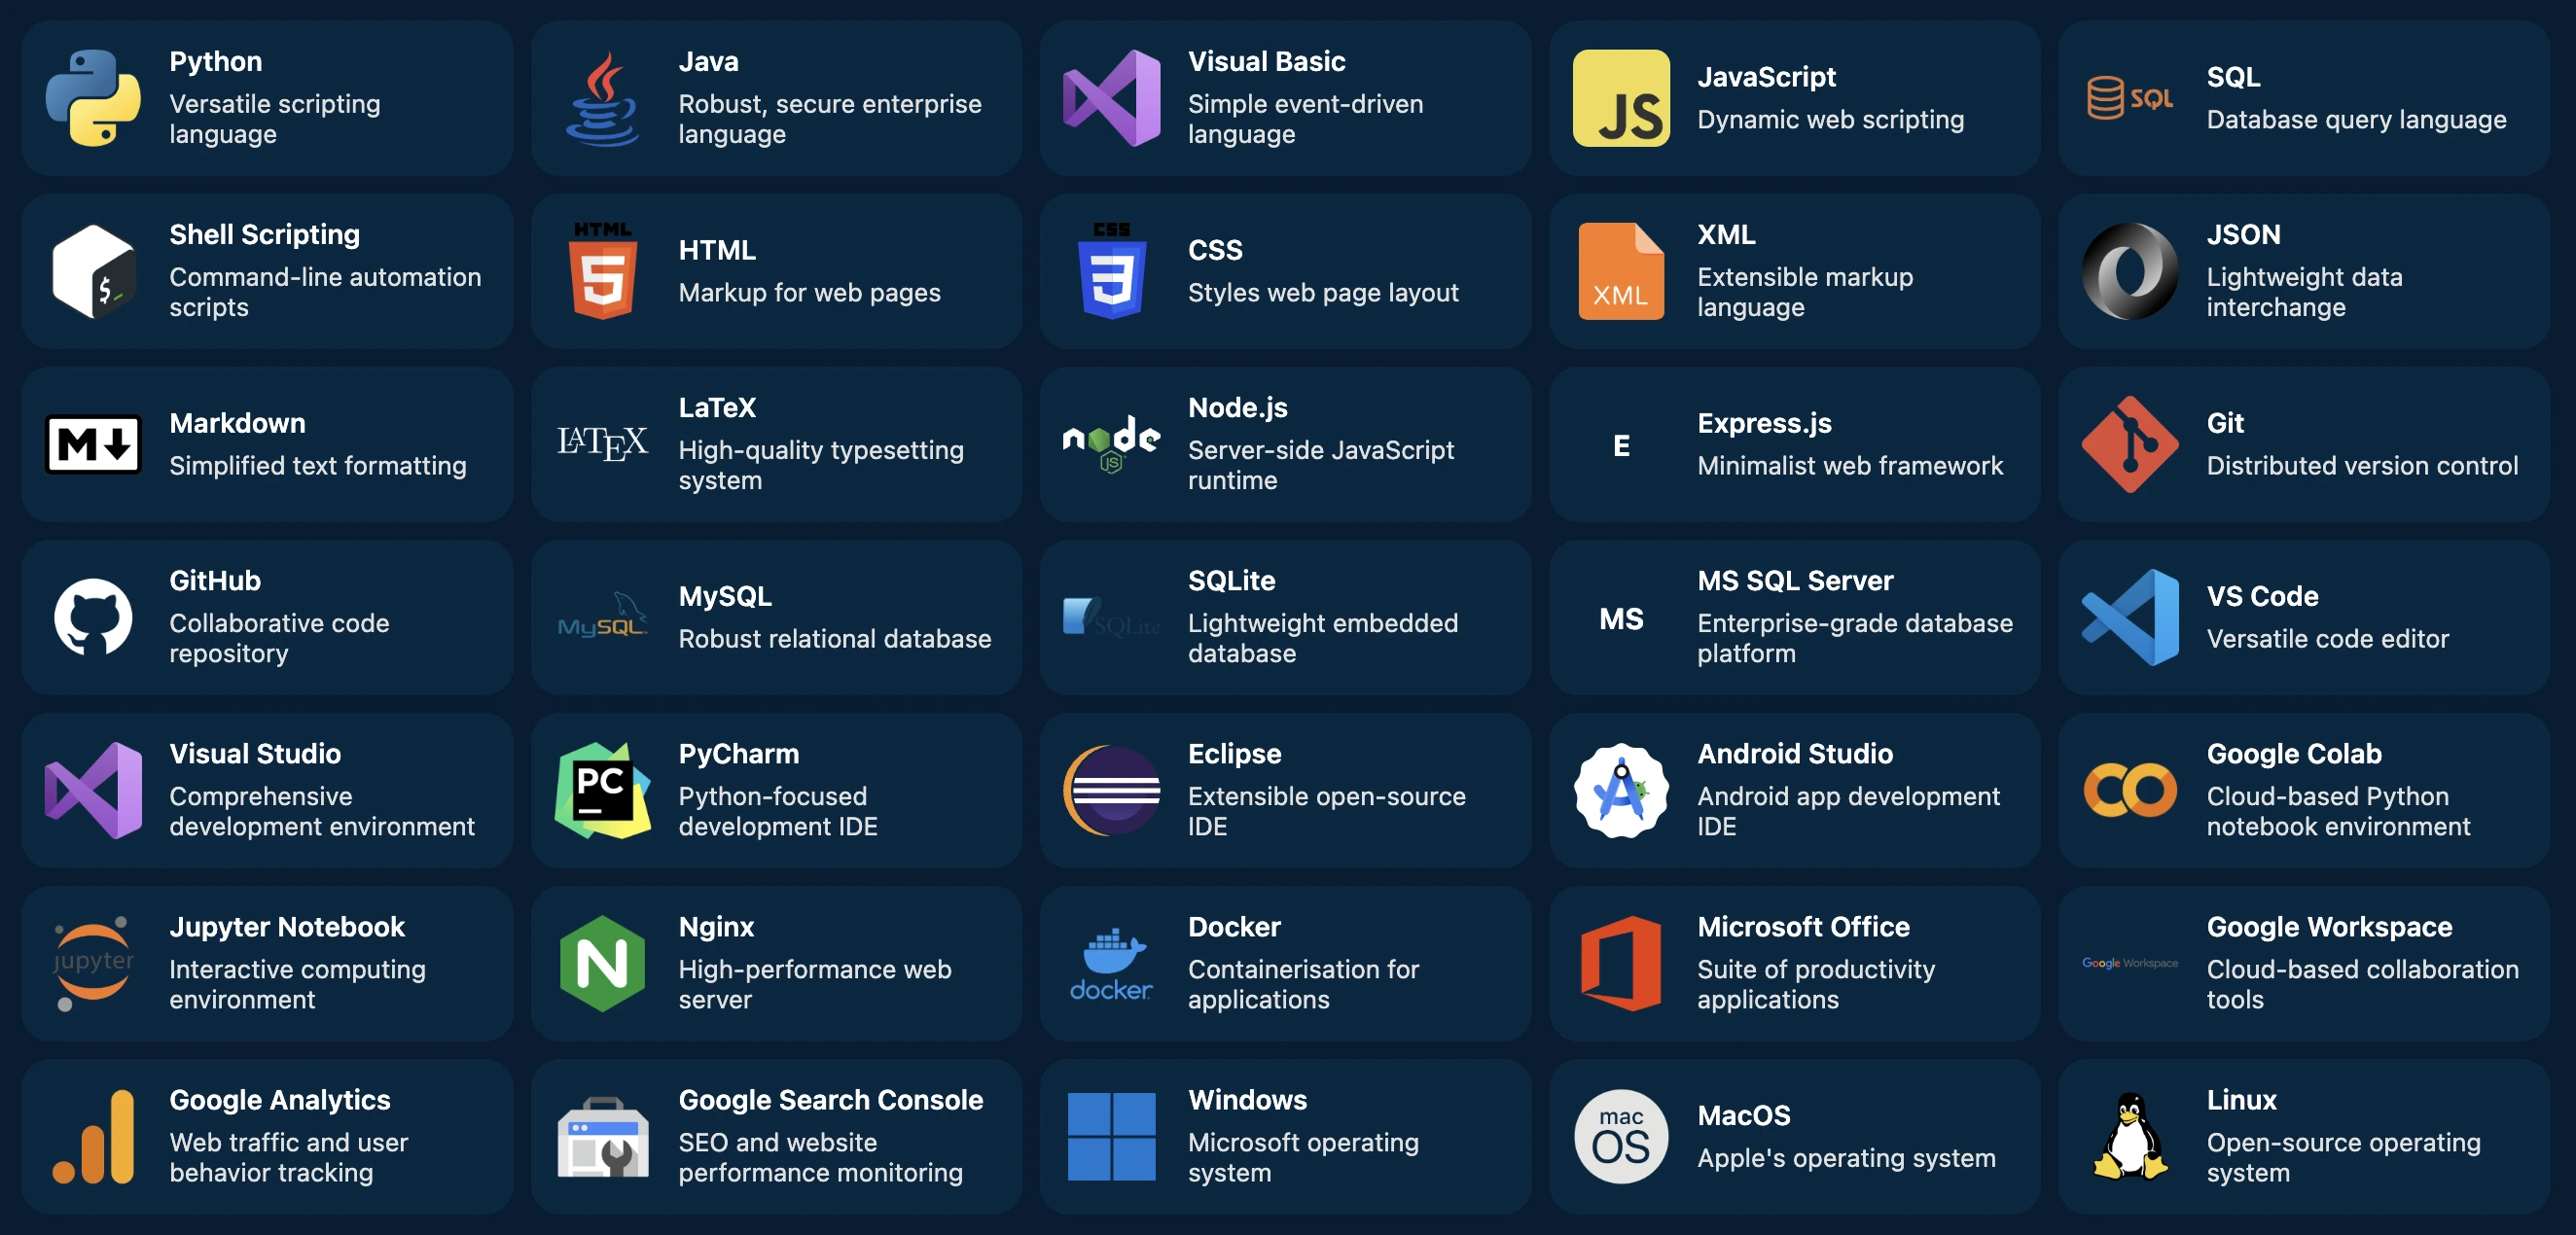 Python
Versatile scripting
language
Java
Robust, secure enterprise
language
Visual Basic
Simple event-driven
language
JS
JavaScript
Dynamic web scripting
SQL
SQL
Database query language
$_
Shell Scripting
Command-line automation
scripts
HTML
5
HTML
Markup for web pages
CSS
3
CSS
Styles web page layout
XML
XML
Extensible markup
language
JSON
Lightweight data
interchange
M
Markdown
Simplified text formatting
LATEX
LaTeX
High-quality typesetting
system
node
JS
Node.js
Server-side JavaScript
runtime
E
Express.js
Minimalist web framework
Git
Distributed version control
GitHub
Collaborative code
repository
MySQL
MySQL
Robust relational database
SQLite
SQLite
Lightweight embedded
database
MS
MS SQL Server
Enterprise-grade database
platform
VS Code
Versatile code editor
Visual Studio
Comprehensive
development environment
PC
PyCharm
Python-focused
development IDE
Eclipse
Extensible open-source
IDE
Android Studio
Android app development
IDE
CO
Google Colab
Cloud-based Python
notebook environment
jupyter
Jupyter Notebook
Interactive computing
environment
N
Nginx
High-performance web
server
docker
Docker
Containerisation for
applications
Microsoft Office
Suite of productivity
applications
Google Workspace
Google Workspace
Cloud-based collaboration
tools
Google Analytics
Web traffic and user
behavior tracking
Google Search Console
SEO and website
performance monitoring
Windows
Microsoft operating
system
mac
OS
MacOS
Apple's operating system
Linux
Open-source operating
system